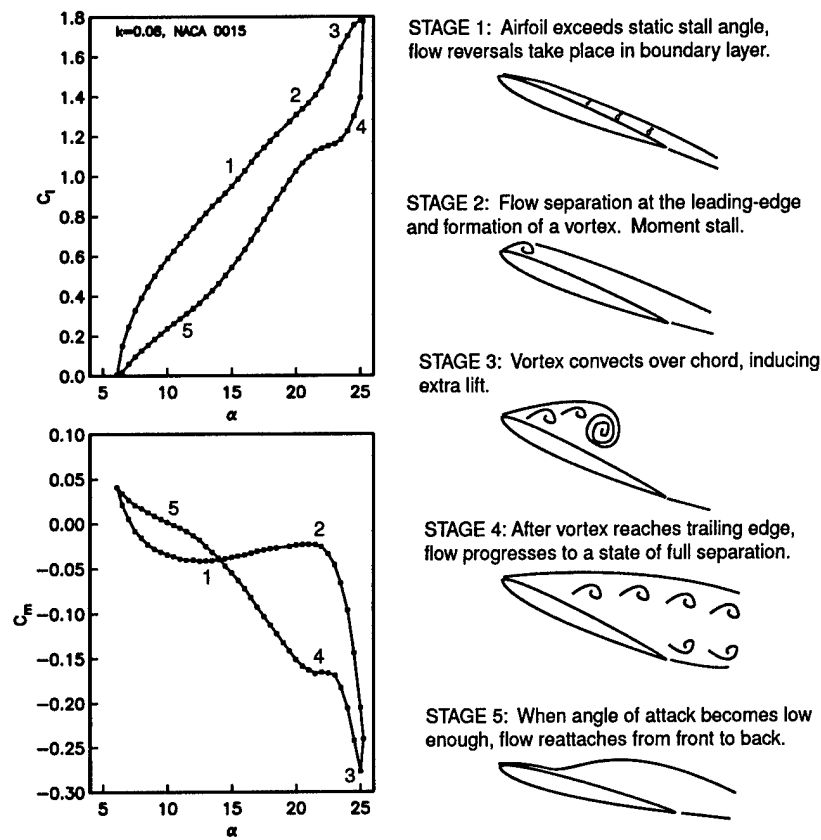 1.8
1.6
1.4
1.2
1.0
0.8
0.6
0.4
0.2
0.0
Cl
k=0.06, NACA 0015
3
2
4
1
5
5 10 15 20 25
α
0.10
0.05
0.00
−0.05
−0.10
−0.15
−0.20
−0.25
−0.30
Cm
5
2
1
4
3
5 10 15 20 25
α
STAGE 1: Airfoil exceeds static stall angle,
flow reversals take place in boundary layer.
STAGE 2: Flow separation at the leading-edge
and formation of a vortex. Moment stall.
STAGE 3: Vortex convects over chord, inducing
extra lift.
STAGE 4: After vortex reaches trailing edge,
flow progresses to a state of full separation.
STAGE 5: When angle of attack becomes low
enough, flow reattaches from front to back.